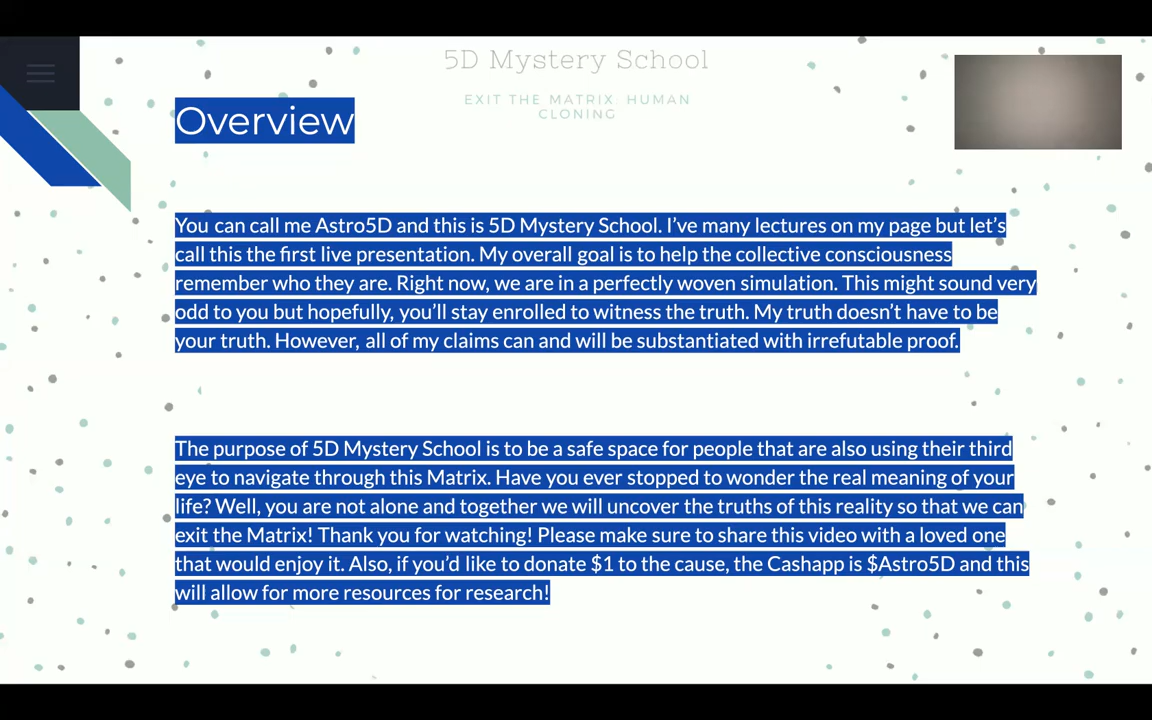 5D Mystery School
EXIT THE MATRIX: HUMAN
CLONING
Overview
You can call me Astro5D and this is 5D Mystery School. I've many lectures on my page but let's
call this the first live presentation. My overall goal is to help the collective consciousness
remember who they are. Right now, we are in a perfectly woven simulation. This might sound very
odd to you but hopefully, you'll stay enrolled to witness the truth. My truth doesn't have to be
your truth. However, all of my claims can and will be substantiated with irrefutable proof.
The purpose of 5D Mystery School is to be a safe space for people that are also using their third
eye to navigate through this Matrix. Have you ever stopped to wonder the real meaning of your
life? Well, you are not alone and together we will uncover the truths of this reality so that we can
exit the Matrix! Thank you for watching! Please make sure to share this video with a loved one
that would enjoy it. Also, if you'd like to donate $1 to the cause, the Cashapp is $Astro5D and this
will allow for more resources for research!